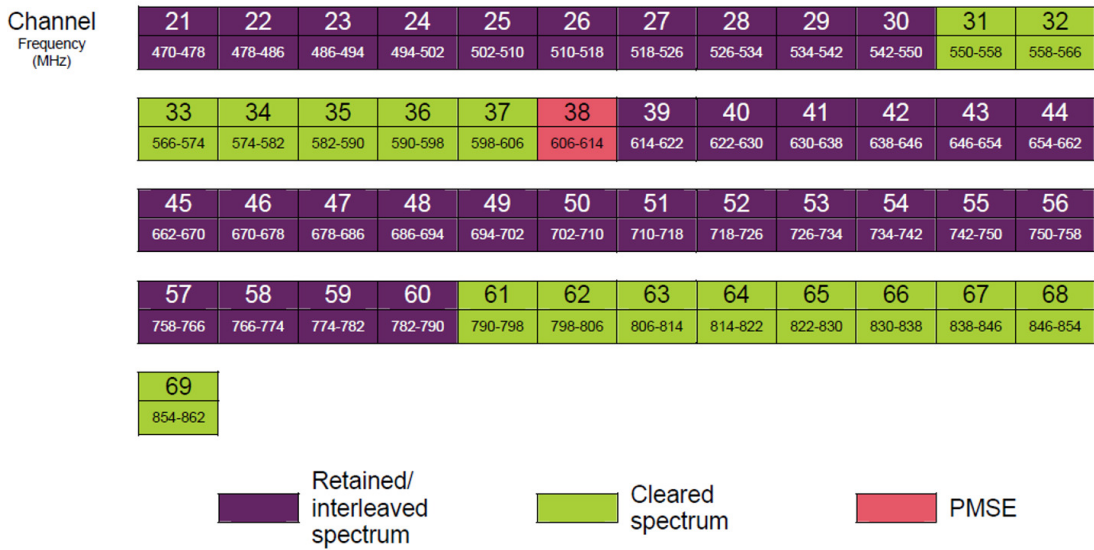 Channel 21 22 23 24 25 26 27 28 29 30 31 32
Frequency
(MHz) 470-478 478-486 486-494 494-502 502-510 510-518 518-526 526-534 534-542 542-550 550-558 558-566
33 34 35 36 37 38 39 40 41 42 43 44
566-574 574-582 582-590 590-598 598-606 606-614 614-622 622-630 630-638 638-646 646-654 654-662
45 46 47 48 49 50 51 52 53 54 55 56
662-670 670-678 678-686 686-694 694-702 702-710 710-718 718-726 726-734 734-742 742-750 750-758
57 58 59 60 61 62 63 64 65 66 67 68
758-766 766-774 774-782 782-790 790-798 798-806 806-814 814-822 822-830 830-838 838-846 846-854
69
854-862
Retained/
interleaved
spectrum
Cleared
spectrum
PMSE